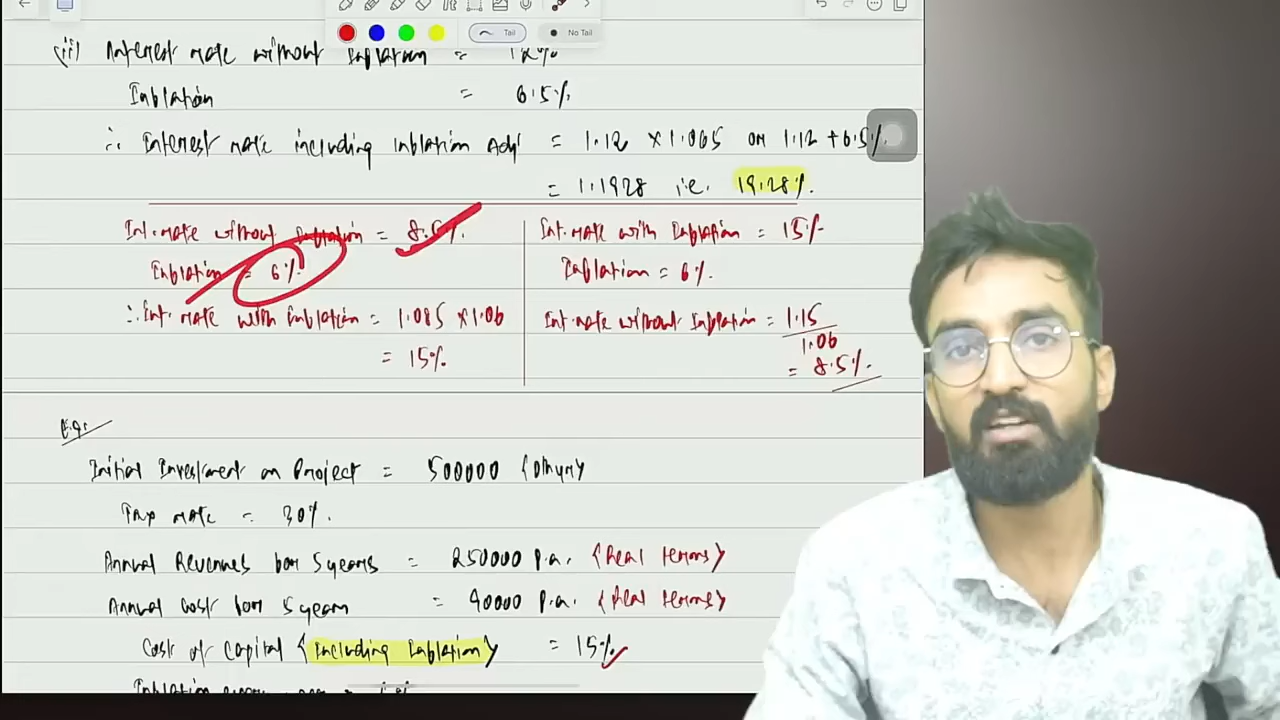 Tail
No Tail
(ii) Interest rate without Inflation = 12%
Inflation = 6.5%
∴ Interest rate including inflation Adj' = 1.12 × 1.065 or 1.12 + 6.5%
= 1.1928 i.e. 19.28%.
Int. rate without Inflation = 8.5%.
Inflation = 6%.
∴ Int. rate with Inflation = 1.085 × 1.06
= 15%.
Int. rate with Inflation = 15%
Inflation = 6%.
Int. rate without Inflation = 1.15
1.06
= 8.5%.
E.g.
Initial Investment on Project = 500000
Tax rate = 30%.
Annual Revenues for 5 years = 250000 p.a. {Real terms}
Annual Cost for 5 years = 90000 p.a. {Real terms}
Cost of Capital {Including Inflation} = 15%